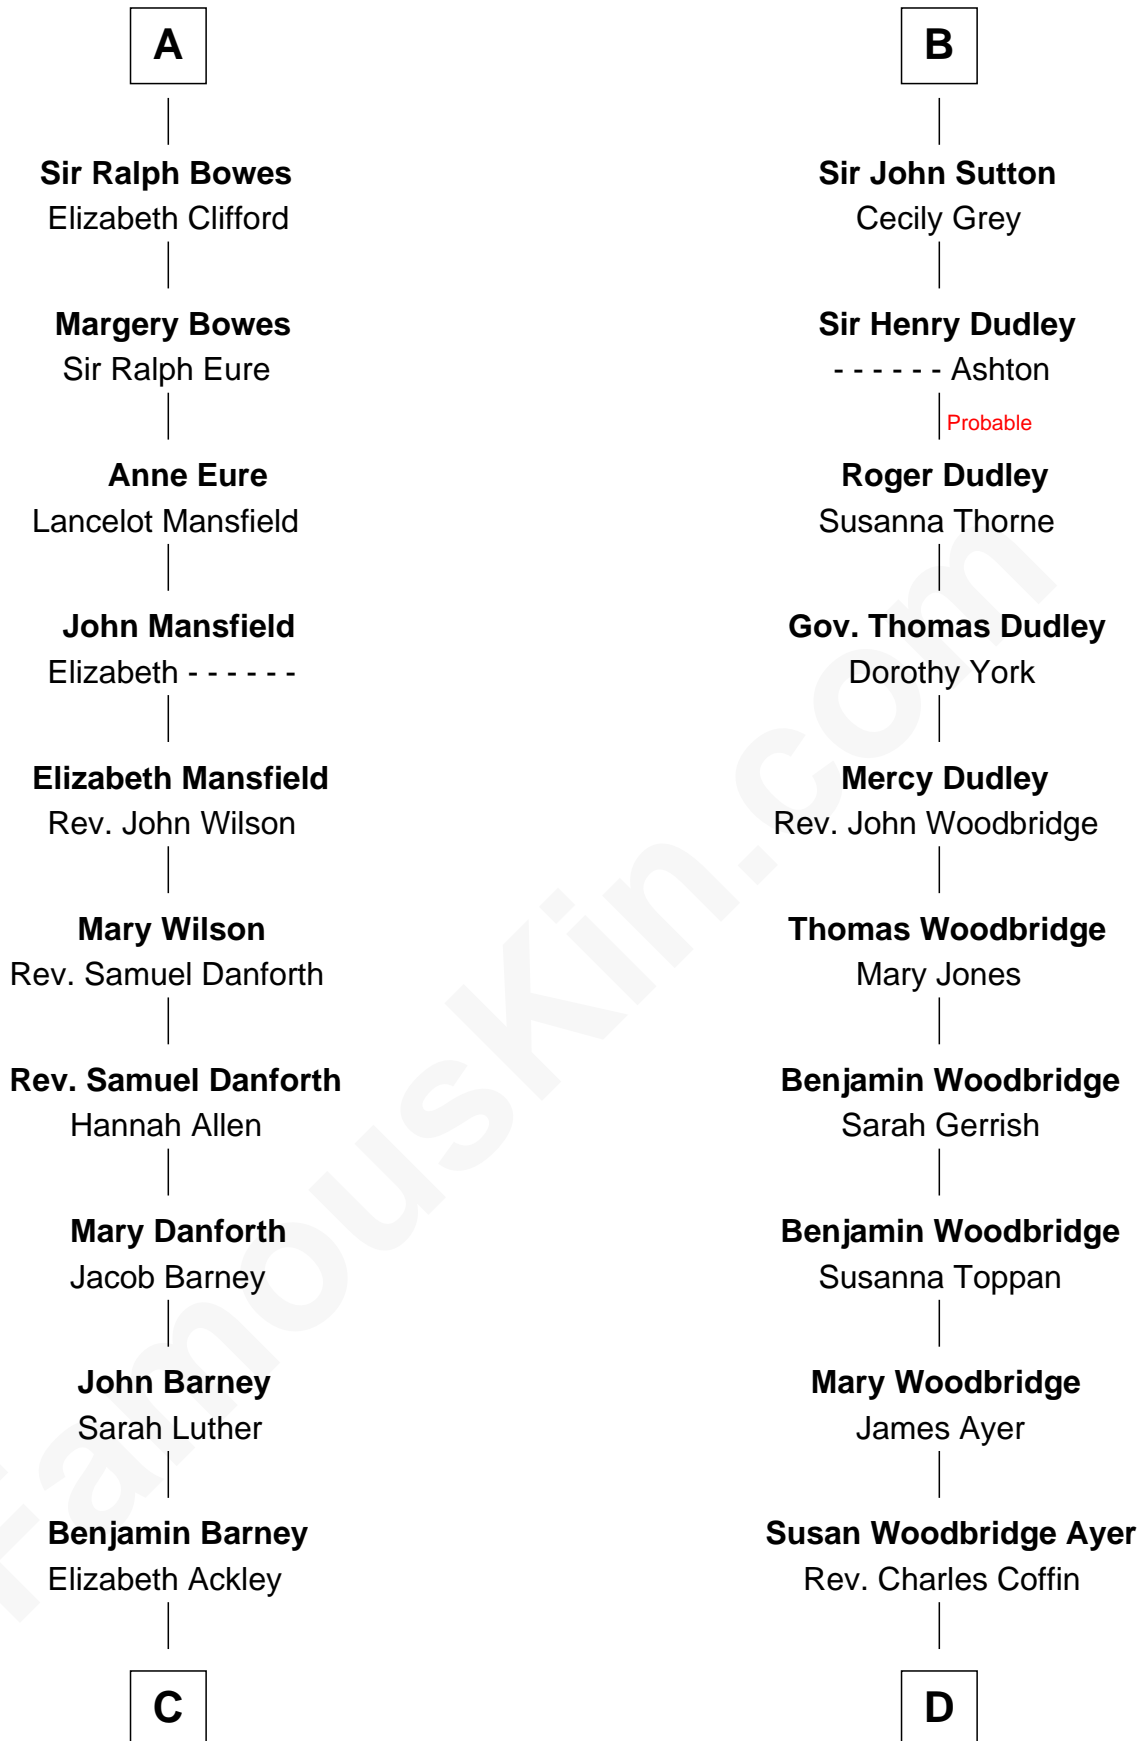 A
Sir Ralph Bowes
Elizabeth Clifford
Margery Bowes
Sir Ralph Eure
Anne Eure
Lancelot Mansfield
John Mansfield
Elizabeth - - - - - -
Elizabeth Mansfield
Rev. John Wilson
Mary Wilson
Rev. Samuel Danforth
Rev. Samuel Danforth
Hannah Allen
Mary Danforth
Jacob Barney
John Barney
Sarah Luther
Benjamin Barney
Elizabeth Ackley
C
B
Sir John Sutton
Cecily Grey
Sir Henry Dudley
- - - - - - Ashton
Probable
Roger Dudley
Susanna Thorne
Gov. Thomas Dudley
Dorothy York
Mercy Dudley
Rev. John Woodbridge
Thomas Woodbridge
Mary Jones
Benjamin Woodbridge
Sarah Gerrish
Benjamin Woodbridge
Susanna Toppan
Mary Woodbridge
James Ayer
Susan Woodbridge Ayer
Rev. Charles Coffin
D
FamousKin.com